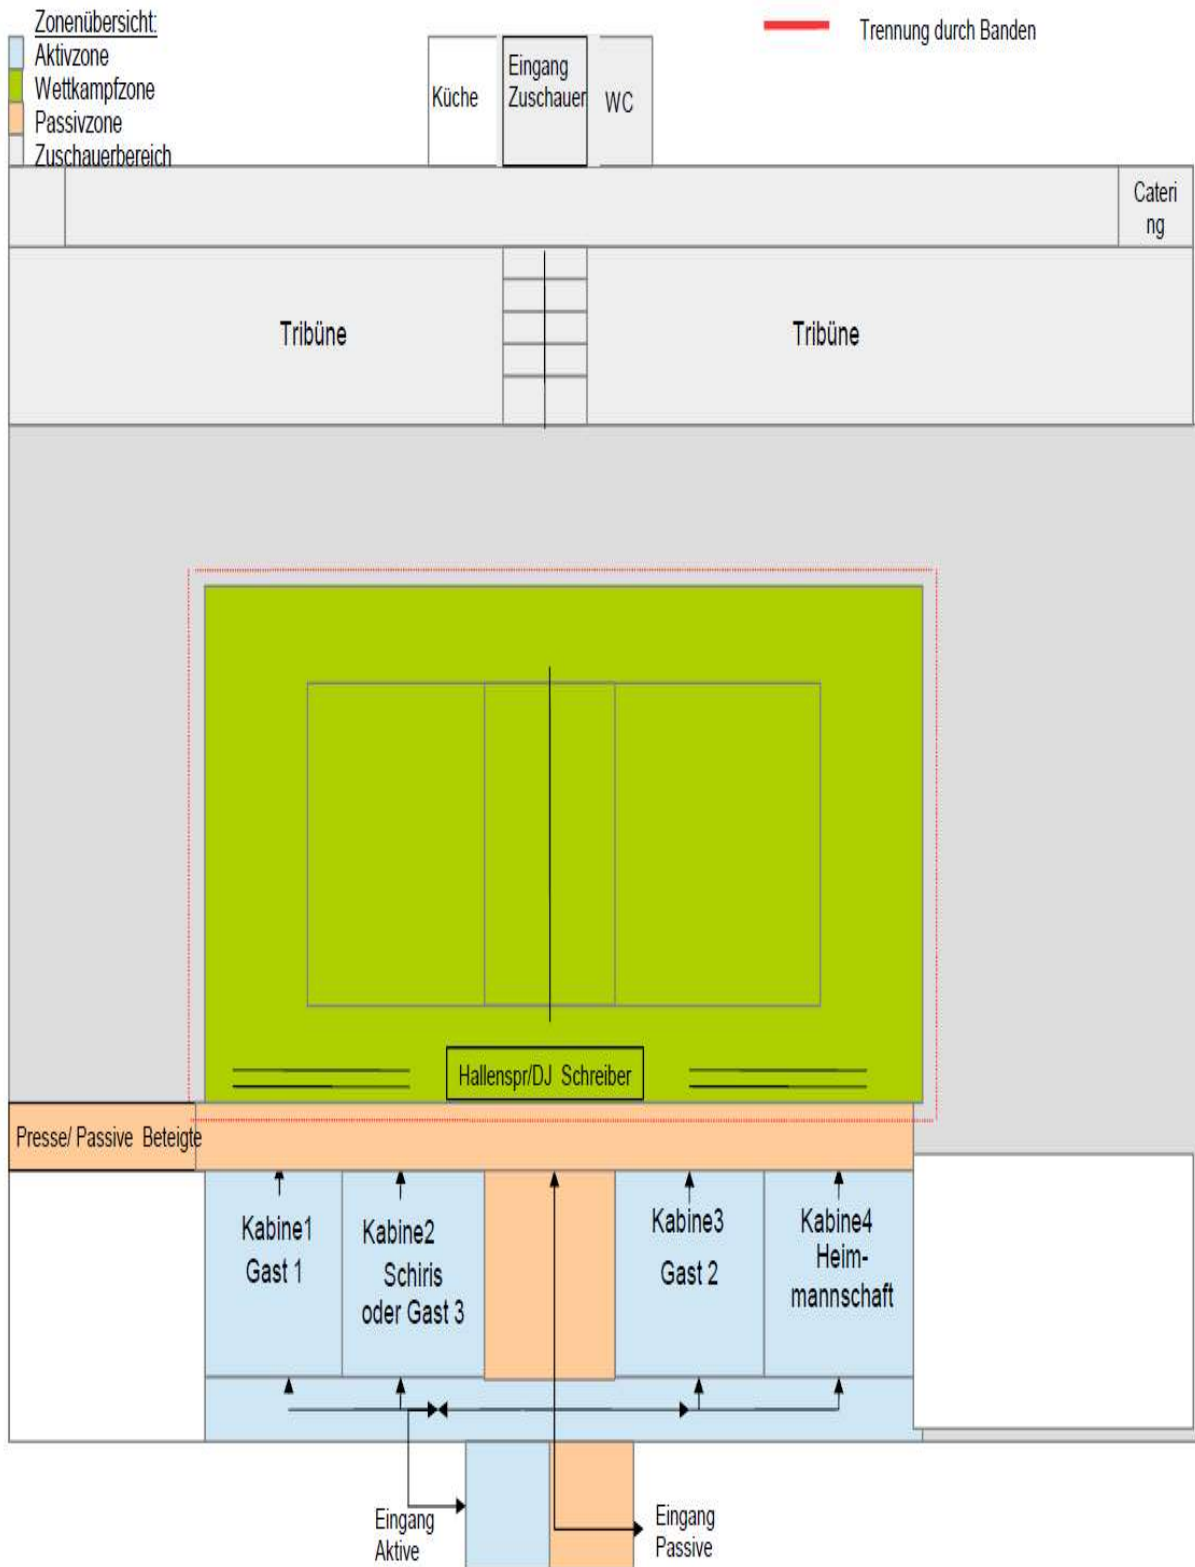 Zonenübersicht:
Aktivzone
Wettkampfzone
Passivzone
Zuschauerbereich
Trennung durch Banden
Küche
Eingang
Zuschauer
WC
Cateri
ng
Tribüne
Tribüne
Hallenspr/DJ Schreiber
Presse/ Passive Beteigte
Kabine1
Gast 1
Kabine2
Schiris
oder Gast 3
Kabine3
Gast 2
Kabine4
Heim-
mannschaft
Eingang
Aktive
Eingang
Passive